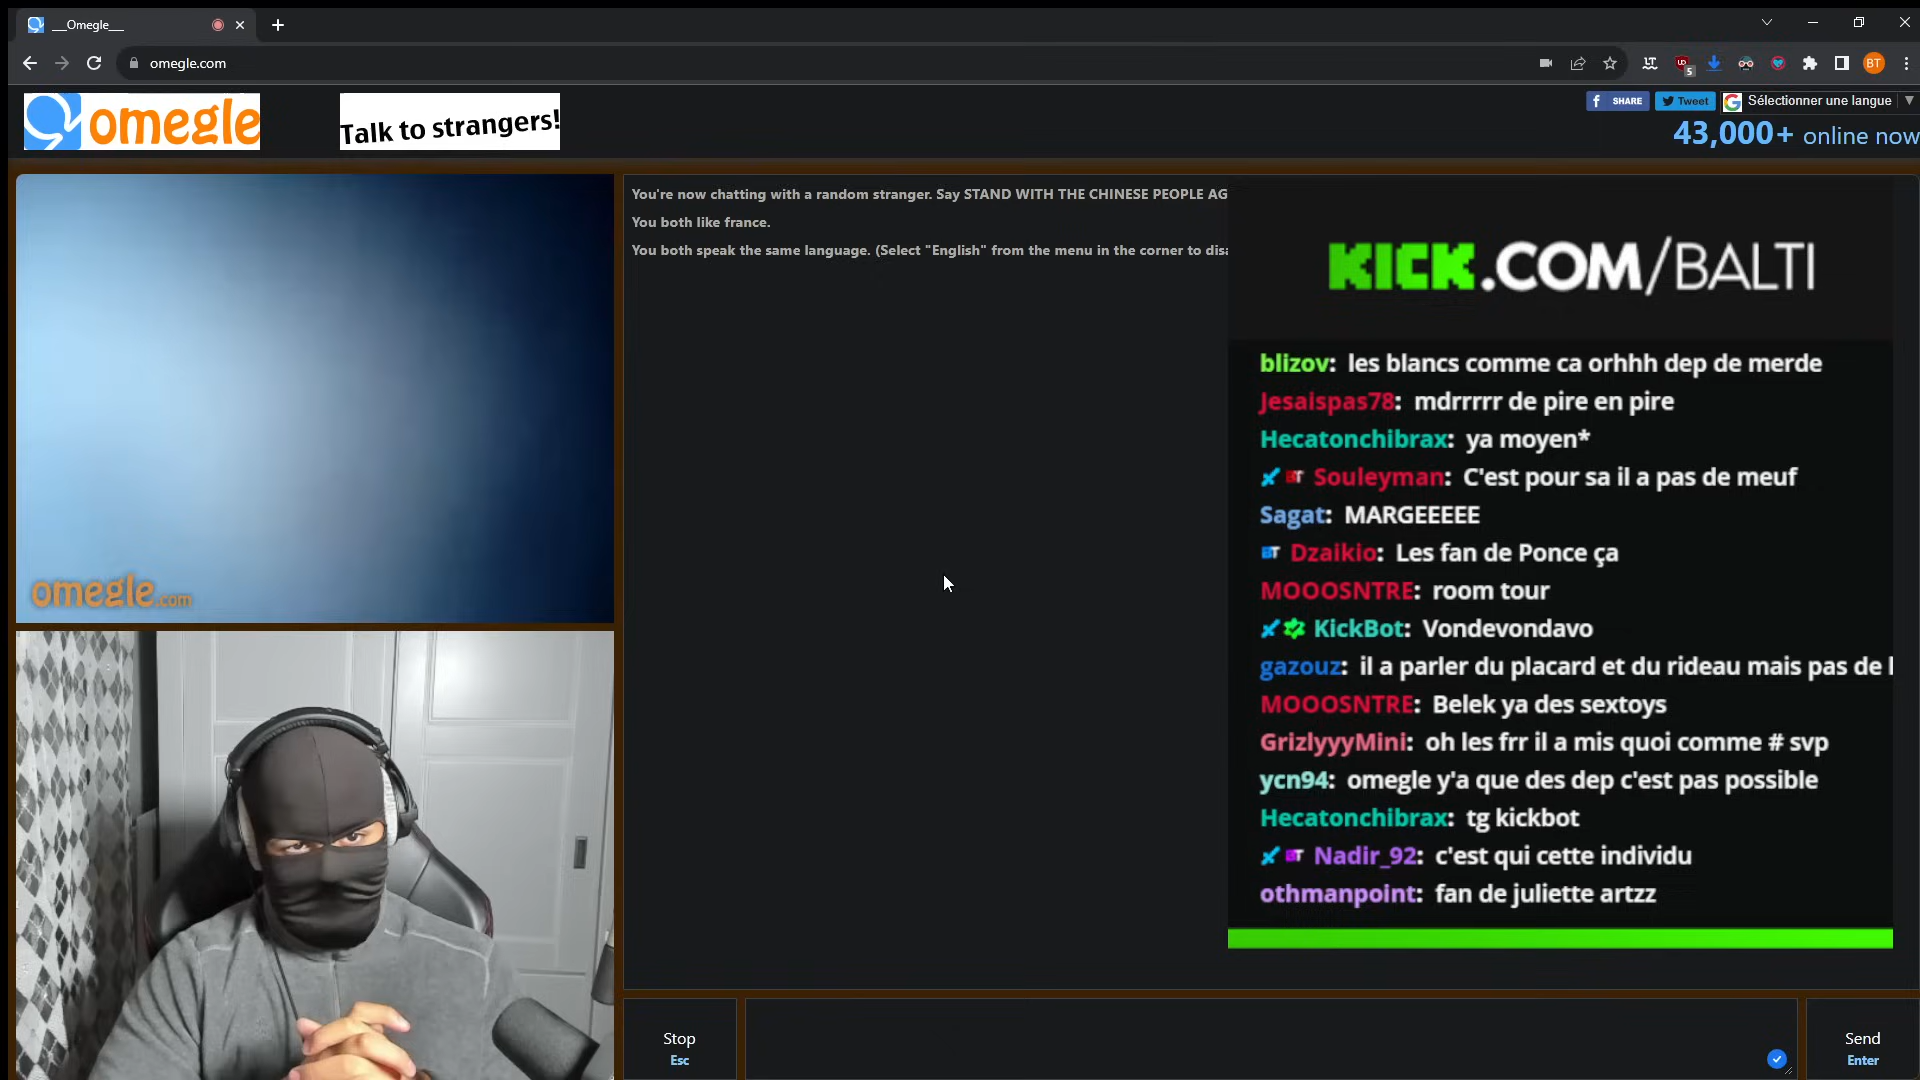 __Omegle__
omegle.com
5
BT
omegle
Talk to strangers!
f SHARE
Tweet
G Sélectionner une langue
43,000+ online now
You're now chatting with a random stranger. Say STAND WITH THE CHINESE PEOPLE AG
You both like france.
You both speak the same language. (Select "English" from the menu in the corner to disa
omegle.com
KICK.COM/BALTI
blizov: les blancs comme ca orhhh dep de merde
Jesaispas78: mdrrrrr de pire en pire
Hecatonchibrax: ya moyen*
BT Souleyman: C'est pour sa il a pas de meuf
Sagat: MARGEEEEE
BT Dzaikio: Les fan de Ponce ça
MOOOSNTRE: room tour
KickBot: Vondevondavo
gazouz: il a parler du placard et du rideau mais pas de l
MOOOSNTRE: Belek ya des sextoys
GrizlyyyMini: oh les frr il a mis quoi comme # svp
ycn94: omegle y'a que des dep c'est pas possible
Hecatonchibrax: tg kickbot
BT Nadir_92: c'est qui cette individu
othmanpoint: fan de juliette artzz
Stop
Esc
Send
Enter